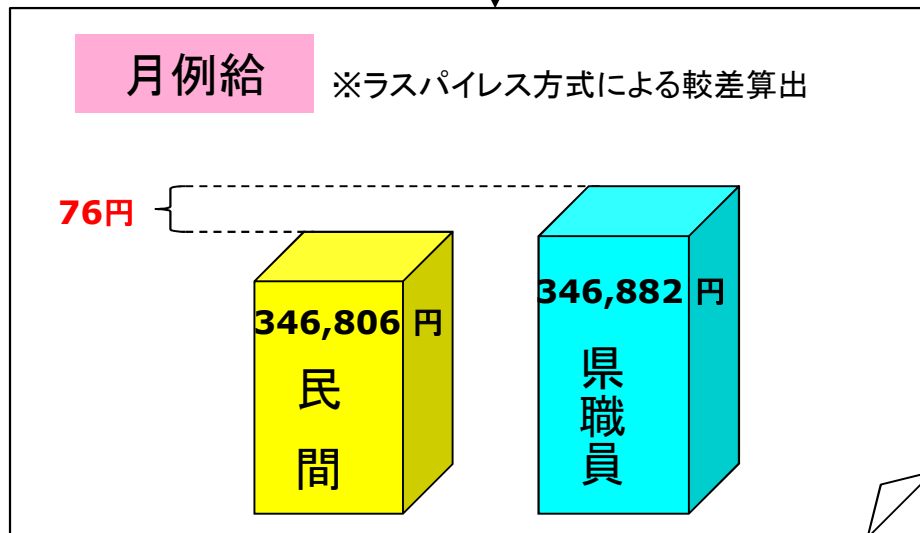 月例給
※ラスパイレス方式による較差算出
76円
346,806 円
民間
346,882 円
県職員